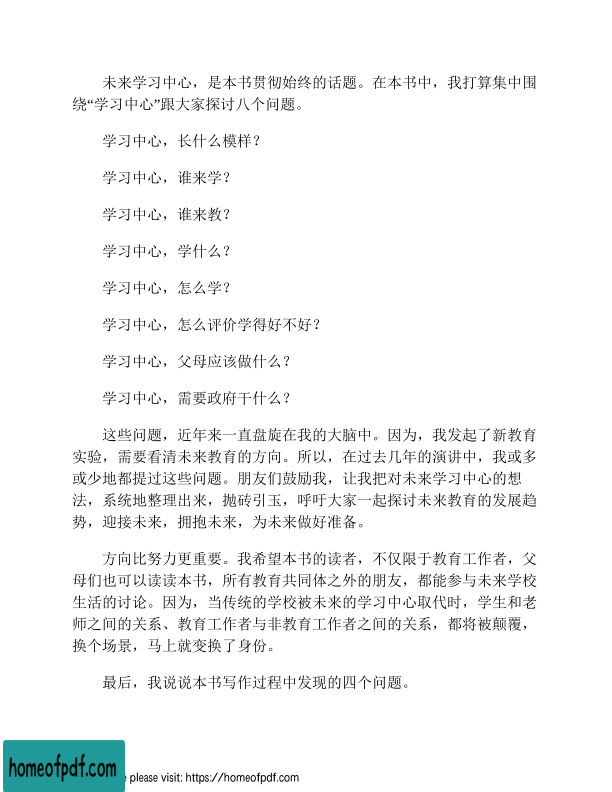 未来学习中心，是本书贯彻始终的话题。在本书中，我打算集中围
绕“学习中心”跟大家探讨八个问题。
学习中心，长什么模样？
学习中心，谁来学？
学习中心，谁来教？
学习中心，学什么？
学习中心，怎么学？
学习中心，怎么评价学得好不好？
学习中心，父母应该做什么？
学习中心，需要政府干什么？
这些问题，近年来一直盘旋在我的大脑中。因为，我发起了新教育
实验，需要看清未来教育的方向。所以，在过去几年的演讲中，我或多
或少地都提过这些问题。朋友们鼓励我，让我把对未来学习中心的想
法，系统地整理出来，抛砖引玉，呼吁大家一起探讨未来教育的发展趋
势，迎接未来，拥抱未来，为未来做好准备。
方向比努力更重要。我希望本书的读者，不仅限于教育工作者，父
母们也可以读读本书，所有教育共同体之外的朋友，都能参与未来学校
生活的讨论。因为，当传统的学校被未来的学习中心取代时，学生和老
师之间的关系、教育工作者与非教育工作者之间的关系，都将被颠覆，
换个场景，马上就变换了身份。
最后，我说说本书写作过程中发现的四个问题。
homeofpdf.com
please visit: https://homeofpdf.com